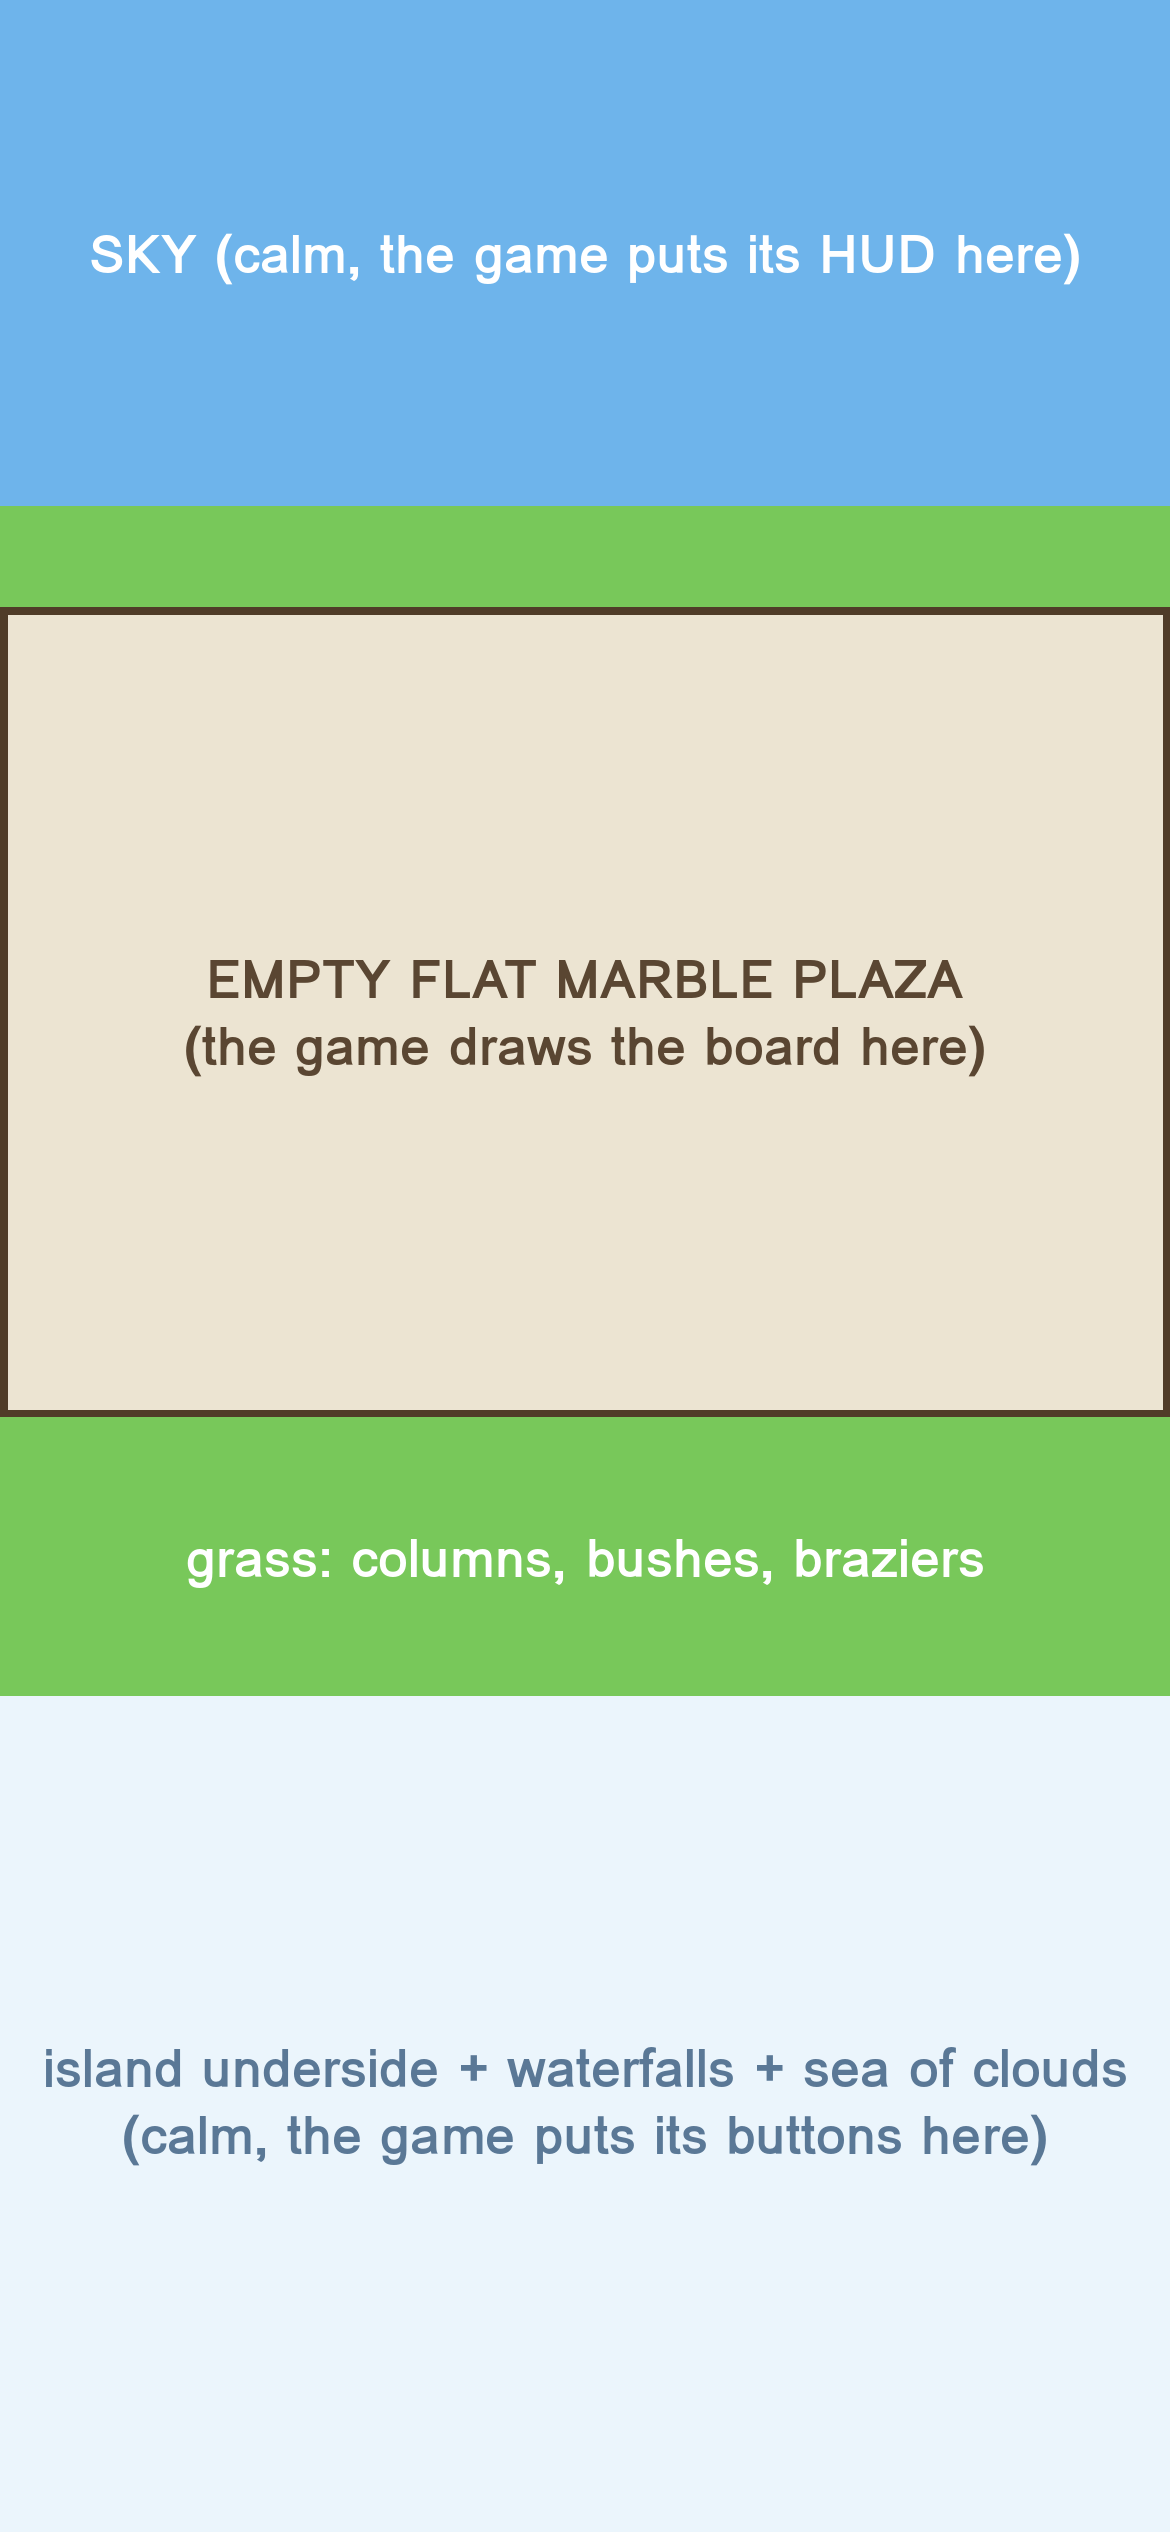 SKY (calm, the game puts its HUD here)
EMPTY FLAT MARBLE PLAZA
(the game draws the board here)
grass: columns, bushes, braziers
island underside + waterfalls + sea of clouds
(calm, the game puts its buttons here)